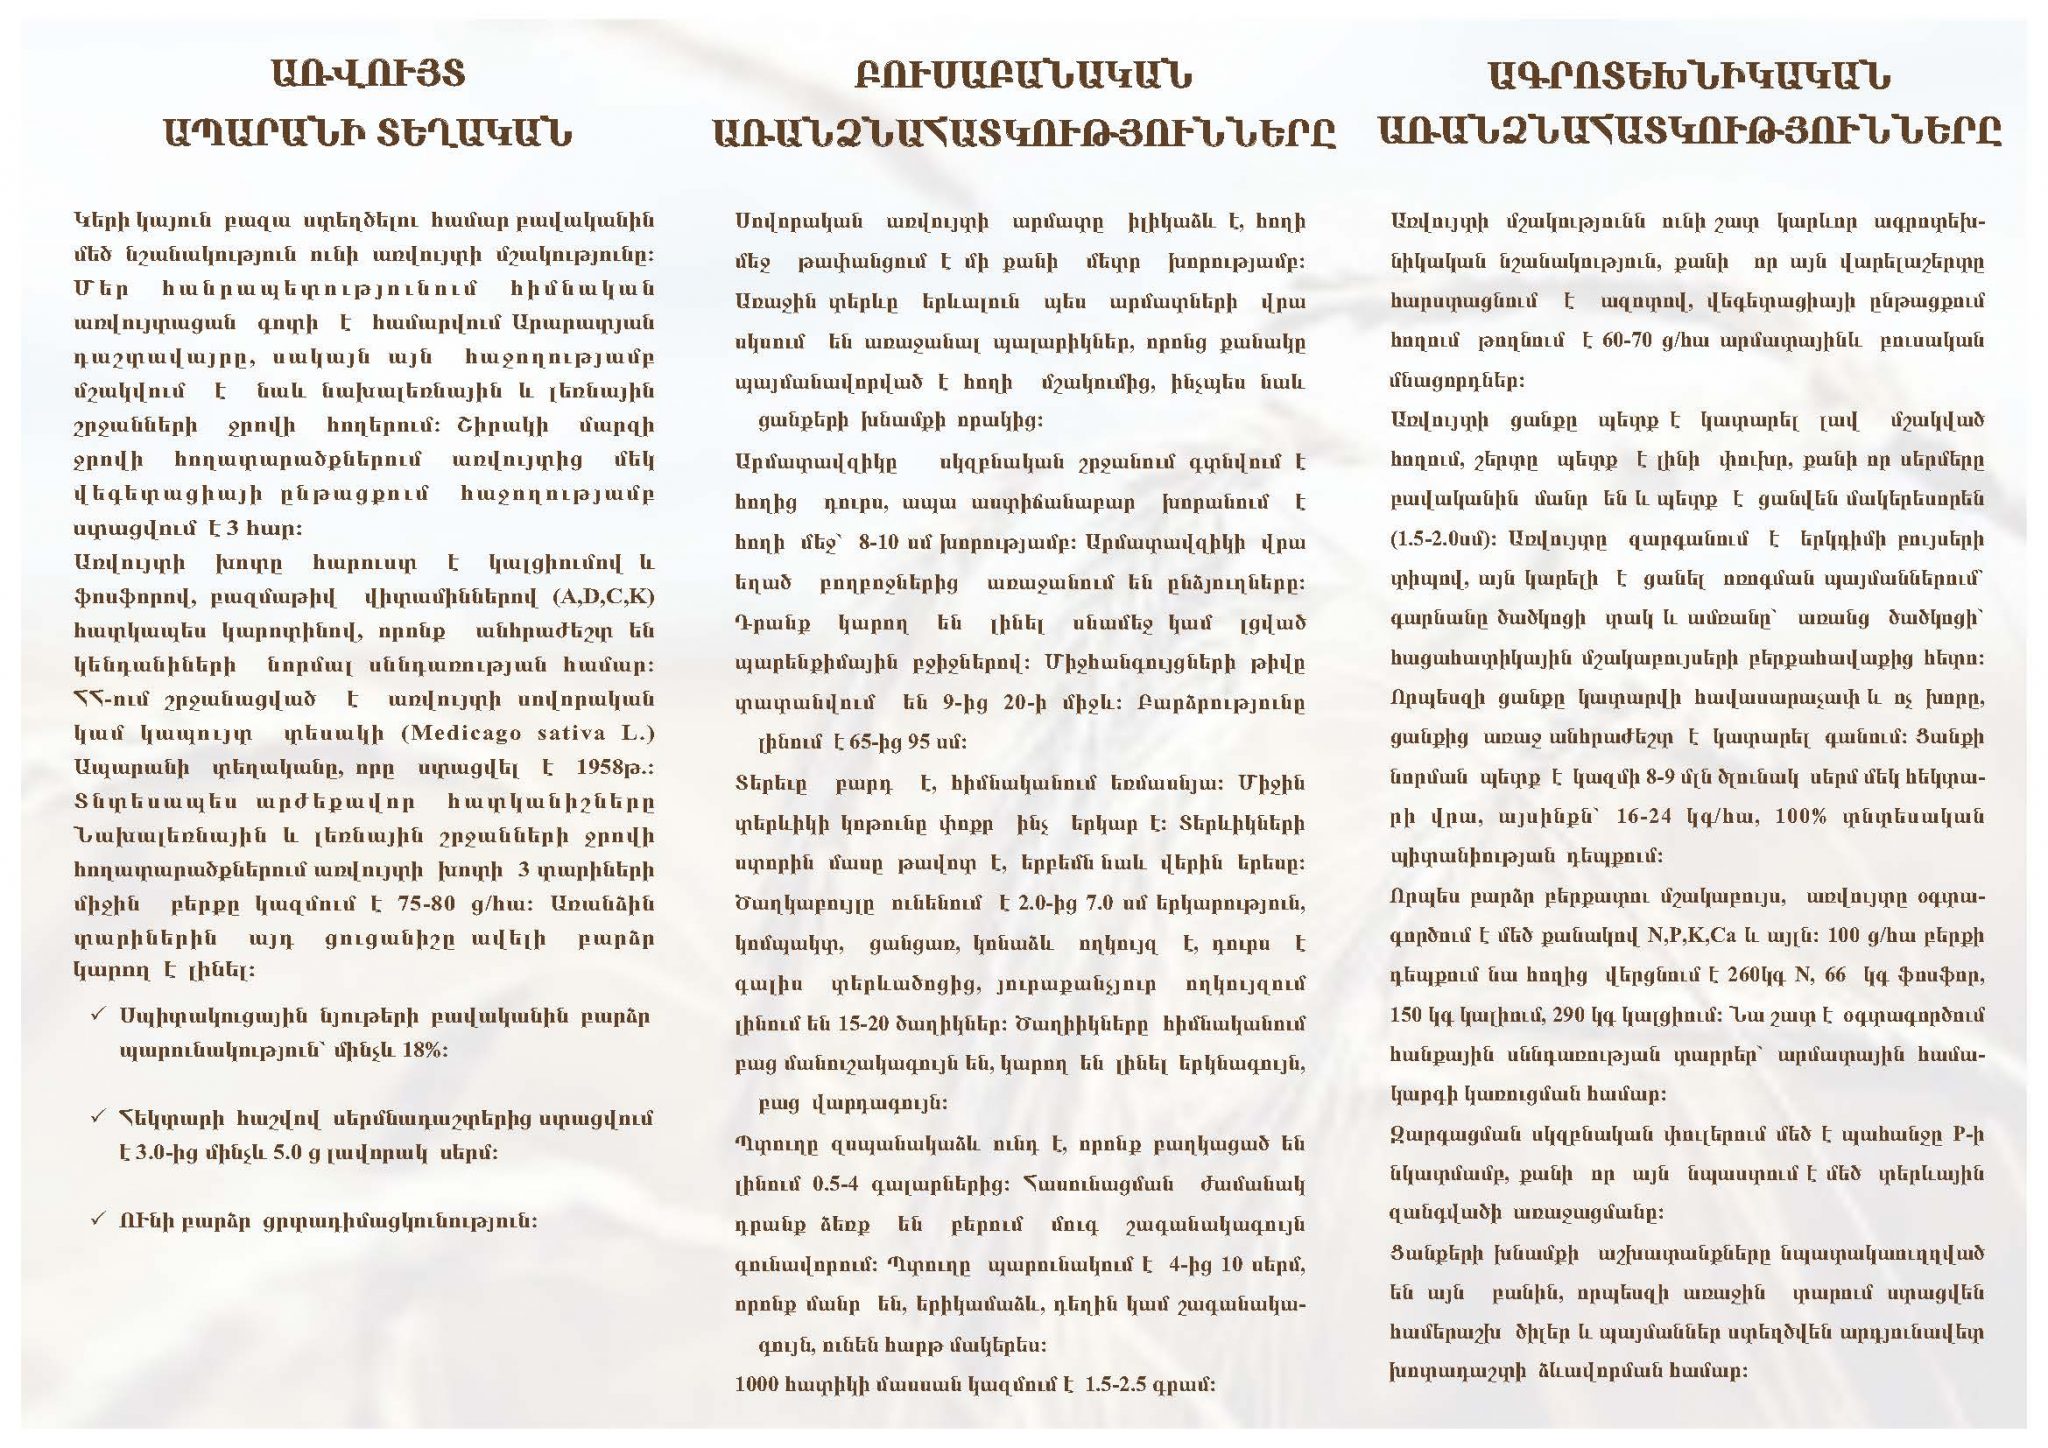 ԱՌՎՈՒՅՏ
ԱՊԱՐԱՆԻ ՏԵՂԱԿԱՆ
Կերի կայուն բազա ստեղծելու համար բավականին
մեծ նշանակություն ունի առվույտի մշակությունը:
Մեր հանրապետությունում հիմնական
առվույտացան գոտի է համարվում Արարատյան
դաշտավայրը, սակայն այն հաջողությամբ
մշակվում է նաև նախալեռնային և լեռնային
շրջանների ջրովի հողերում: Շիրակի մարզի
ջրովի հողատարածքներում առվույտից մեկ
վեգետացիայի ընթացքում հաջողությամբ
ստացվում է 3 հար:
Առվույտի խոտը հարուստ է կալցիումով և
ֆոսֆորով, բազմաթիվ վիտամիններով (A,D,C,K)
հատկապես կարոտինով, որոնք անհրաժեշտ են
կենդանիների նորմալ սննդառության համար:
ՀՀ-ում շրջանացված է առվույտի սովորական
կամ կապույտ տեսակի (Medicago sativa L.)
Ապարանի տեղականը, որը ստացվել է 1958թ.:
Տնտեսապես արժեքավոր հատկանիշները
Նախալեռնային և լեռնային շրջանների ջրովի
հողատարածքներում առվույտի խոտի 3 տարիների
միջին բերքը կազմում է 75-80 ց/հա: Առանձին
տարիներին այդ ցուցանիշը ավելի բարձր
կարող է լինել:
✓ Սպիտակուցային նյութերի բավականին բարձր
պարունակություն՝ մինչև 18%:
✓ Հեկտարի հաշվով սերմնադաշտերից ստացվում
է 3.0-ից մինչև 5.0 ց լավորակ սերմ:
✓ ՈՒնի բարձր ցրտադիմացկունություն:
ԲՈՒՍԱԲԱՆԱԿԱՆ
ԱՌԱՆՁՆԱՀԱՏԿՈՒԹՅՈՒՆՆԵՐԸ
Սովորական առվույտի արմատը իլիկաձև է, հողի
մեջ թափանցում է մի քանի մետր խորությամբ:
Առաջին տերևը երևալուն պես արմատների վրա
սկսում են առաջանալ պալարիկներ, որոնց քանակը
պայմանավորված է հողի մշակումից, ինչպես նաև
ցանքերի խնամքի որակից:
Արմատավզիկը սկզբնական շրջանում գտնվում է
հողից դուրս, ապա աստիճանաբար խորանում է
հողի մեջ՝ 8-10 սմ խորությամբ: Արմատավզիկի վրա
եղած բողբոջներից առաջանում են ընձյուղները:
Դրանք կարող են լինել սնամեջ կամ լցված
պարենքիմային բջիջներով: Միջհանգույցների թիվը
տատանվում են 9-ից 20-ի միջև: Բարձրությունը
լինում է 65-ից 95 սմ:
Տերեւը բարդ է, հիմնականում եռմասնյա: Միջին
տերևիկի կոթունը փոքր ինչ երկար է: Տերևիկների
ստորին մասը թավոտ է, երբեմն նաև վերին երեսը:
Ծաղկաբույլը ունենում է 2.0-ից 7.0 սմ երկարություն,
կոմպակտ, ցանցառ, կոնաձև ողկույզ է, դուրս է
գալիս տերևածոցից, յուրաքանչյուր ողկույզում
լինում են 15-20 ծաղիկներ: Ծաղիիկները հիմնականում
բաց մանուշակագույն են, կարող են լինել երկնագույն,
բաց վարդագույն:
Պտուղը զսպանակաձև ունդ է, որոնք բաղկացած են
լինում 0.5-4 գալարներից: Հասունացման ժամանակ
դրանք ձեռք են բերում մուգ շագանակագույն
գունավորում: Պտուղը պարունակում է 4-ից 10 սերմ,
որոնք մանր են, երիկամաձև, դեղին կամ շագանակա-
գույն, ունեն հարթ մակերես:
1000 հատիկի մասսան կազմում է 1.5-2.5 գրամ:
ԱԳՐՈՏԵԽՆԻԿԱԿԱՆ
ԱՌԱՆՁՆԱՀԱՏԿՈՒԹՅՈՒՆՆԵՐԸ
Առվույտի մշակությունն ունի շատ կարևոր ագրոտեխ-
նիկական նշանակություն, քանի որ այն վարելաշերտը
հարստացնում է ազոտով, վեգետացիայի ընթացքում
հողում թողնում է 60-70 ց/հա արմատայինև բուսական
մնացորդներ:
Առվույտի ցանքը պետք է կատարել լավ մշակված
հողում, շերտը պետք է լինի փուխր, քանի որ սերմերը
բավականին մանր են և պետք է ցանվեն մակերեսորեն
(1.5-2.0սմ): Առվույտը զարգանում է երկդիմի բույսերի
տիպով, այն կարելի է ցանել ոռոգման պայմաններում՝
գարնանը ծածկոցի տակ և ամռանը՝ առանց ծածկոցի՝
հացահատիկային մշակաբույսերի բերքահավաքից հետո:
Որպեսզի ցանքը կատարվի հավասարաչափ և ոչ խորը,
ցանքից առաջ անհրաժեշտ է կատարել գանում: Ցանքի
նորման պետք է կազմի 8-9 մլն ծլունակ սերմ մեկ հեկտա-
րի վրա, այսինքն՝ 16-24 կգ/հա, 100% տնտեսական
պիտանիության դեպքում:
Որպես բարձր բերքատու մշակաբույս, առվույտը օգտա-
գործում է մեծ քանակով N,P,K,Ca և այլն: 100 ց/հա բերքի
դեպքում նա հողից վերցնում է 260կգ N, 66 կգ ֆոսֆոր,
150 կգ կալիում, 290 կգ կալցիում: Նա շատ է օգտագործում
հանքային սննդառության տարրեր՝ արմատային համա-
կարգի կառուցման համար:
Զարգացման սկզբնական փուլերում մեծ է պահանջը P-ի
նկատմամբ, քանի որ այն նպաստում է մեծ տերևային
զանգվածի առաջացմանը:
Ցանքերի խնամքի աշխատանքները նպատակաուղղված
են այն բանին, որպեսզի առաջին տարում ստացվեն
համերաշխ ծիլեր և պայմաններ ստեղծվեն արդյունավետ
խոտադաշտի ձևավորման համար: